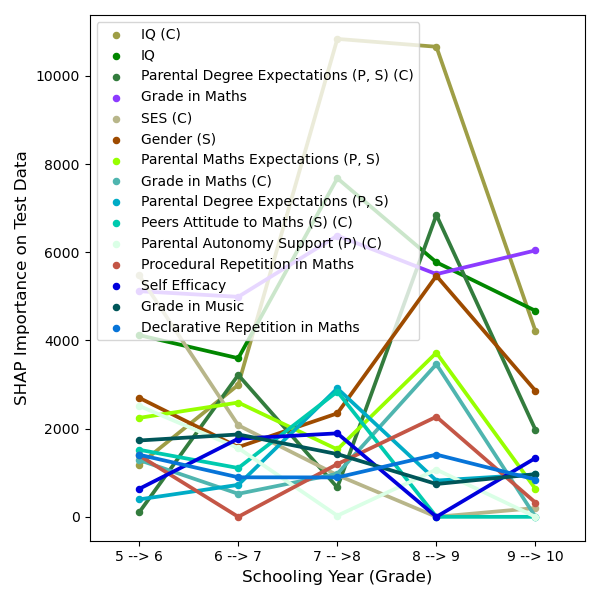 IQ (C)
IQ
Parental Degree Expectations (P, S) (C)
Grade in Maths
SES (C)
Gender (S)
Parental Maths Expectations (P, S)
Grade in Maths (C)
Parental Degree Expectations (P, S)
Peers Attitude to Maths (S) (C)
Parental Autonomy Support (P) (C)
Procedural Repetition in Maths
Self Efficacy
Grade in Music
Declarative Repetition in Maths
10000
8000
6000
4000
2000
0
SHAP Importance on Test Data
5 --> 6
6 --> 7
7 -- >8
8 --> 9
9 --> 10
Schooling Year (Grade)